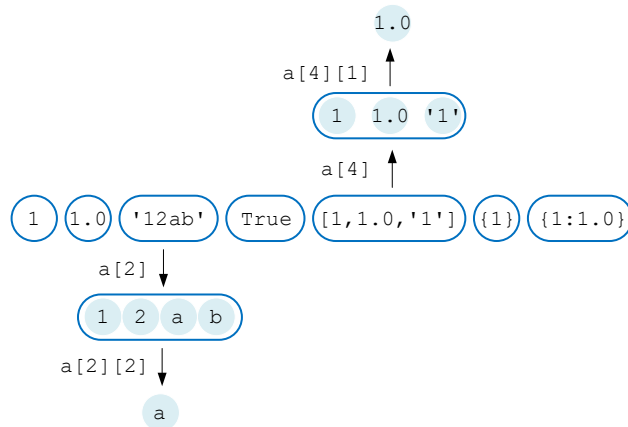 1.0
a[4][1]
1 1.0 '1'
a[4]
1 1.0 '12ab' True [1,1.0,'1'] {1} {1:1.0}
a[2]
1 2 a b
a[2][2]
a